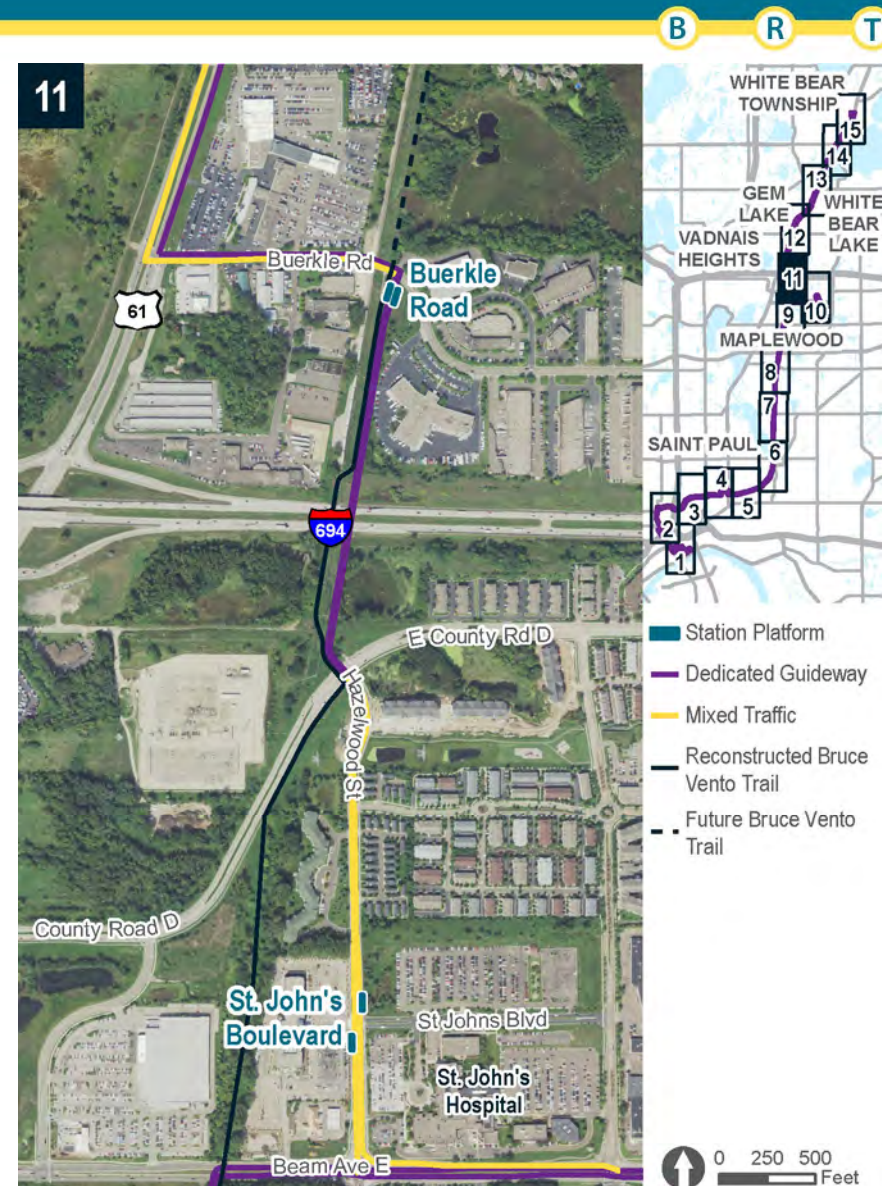 B R T
11
Buerkle Rd
Buerkle
Road
61
694
E County Rd D
Hazelwood St
County Road D
St. John's
Boulevard
St Johns Blvd
St. John's
Hospital
Beam Ave E
WHITE BEAR
TOWNSHIP
15
14
13
GEM
LAKE
WHITE
BEAR
LAKE
12
VADNAIS
HEIGHTS
11
10
9
MAPLEWOOD
8
7
SAINT PAUL
6
4
5
3
2
1
Station Platform
Dedicated Guideway
Mixed Traffic
Reconstructed Bruce
Vento Trail
Future Bruce Vento
Trail
0 250 500
Feet